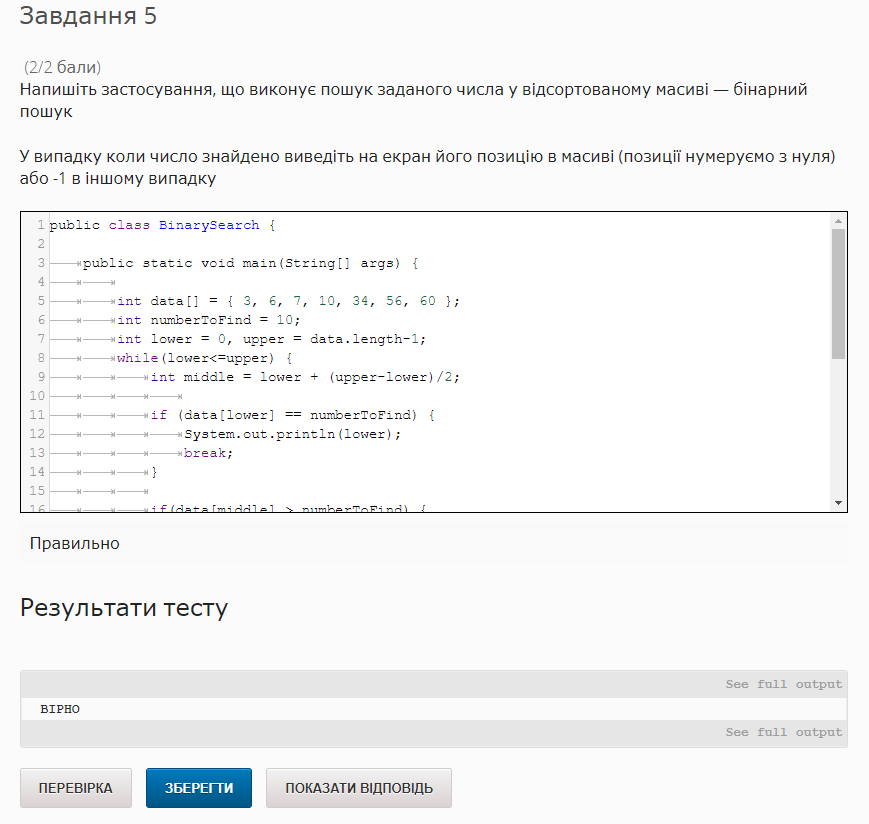 Завдання 5
(2/2 бали)
Напишіть застосування, що виконує пошук заданого числа у відсортованому масиві — бінарний
пошук
У випадку коли число знайдено виведіть на екран його позицію в масиві (позиції нумеруємо з нуля)
або -1 в іншому випадку
1 public class BinarySearch {
2
3 public static void main(String[] args) {
4
5 int data[] = { 3, 6, 7, 10, 34, 56, 60 };
6 int numberToFind = 10;
7 int lower = 0, upper = data.length-1;
8 while(lower<=upper) {
9 int middle = lower + (upper-lower)/2;
10
11 if (data[lower] == numberToFind) {
12 System.out.println(lower);
13 break;
14 }
15
16 if(data[middle] > numberToFind) {
Правильно
Результати тесту
See full output
ВІРНО
See full output
ПЕРЕВІРКА ЗБЕРЕГТИ ПОКАЗАТИ ВІДПОВІДЬ